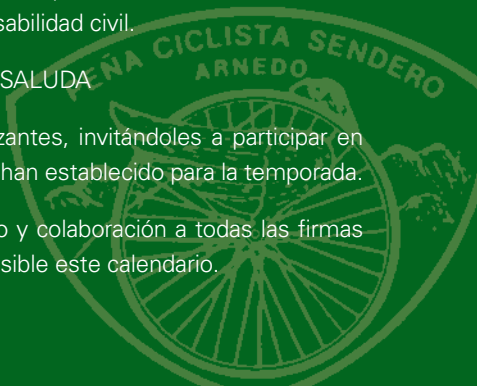 sabilidad civil.
PEÑA CICLISTA SENDERO
ARNEDO
SALUDA
zantes, invitándoles a participar en
han establecido para la temporada.
o y colaboración a todas las firmas
sible este calendario.